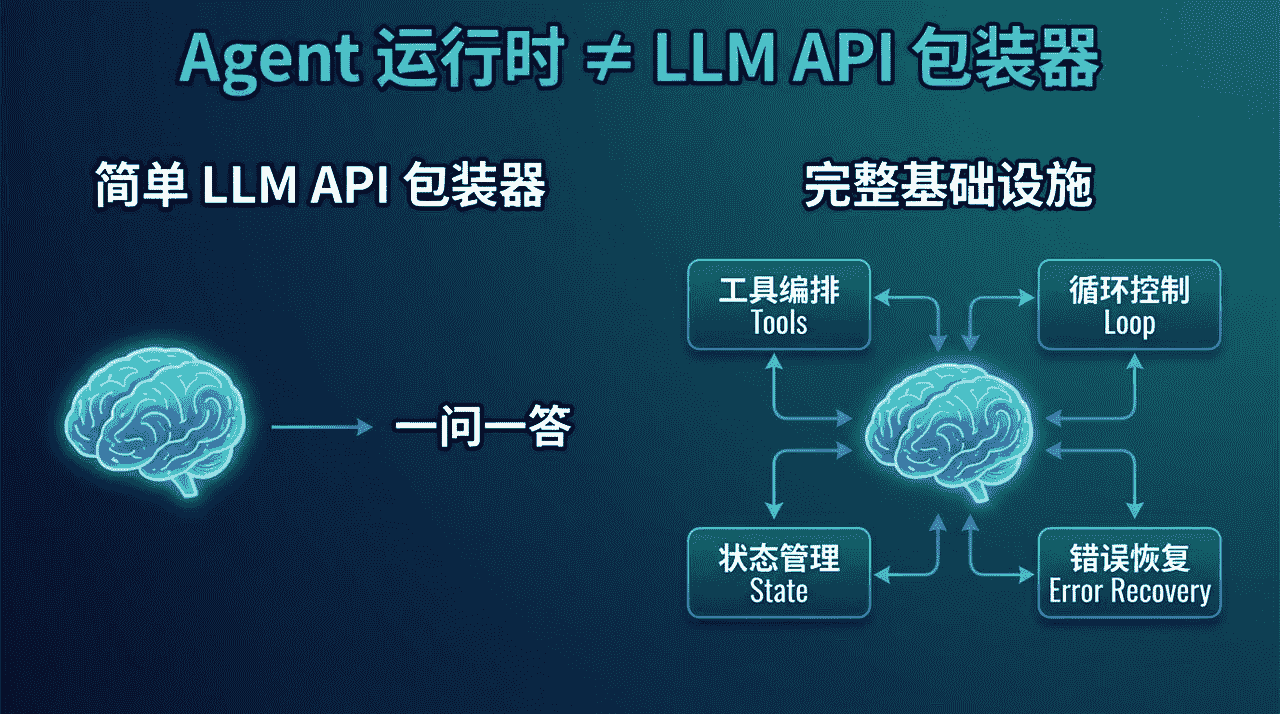 Agent 运行时 ≠ LLM API 包装器
简单 LLM API 包装器
一问一答
完整基础设施
工具编排
Tools
循环控制
Loop
状态管理
State
错误恢复
Error Recovery